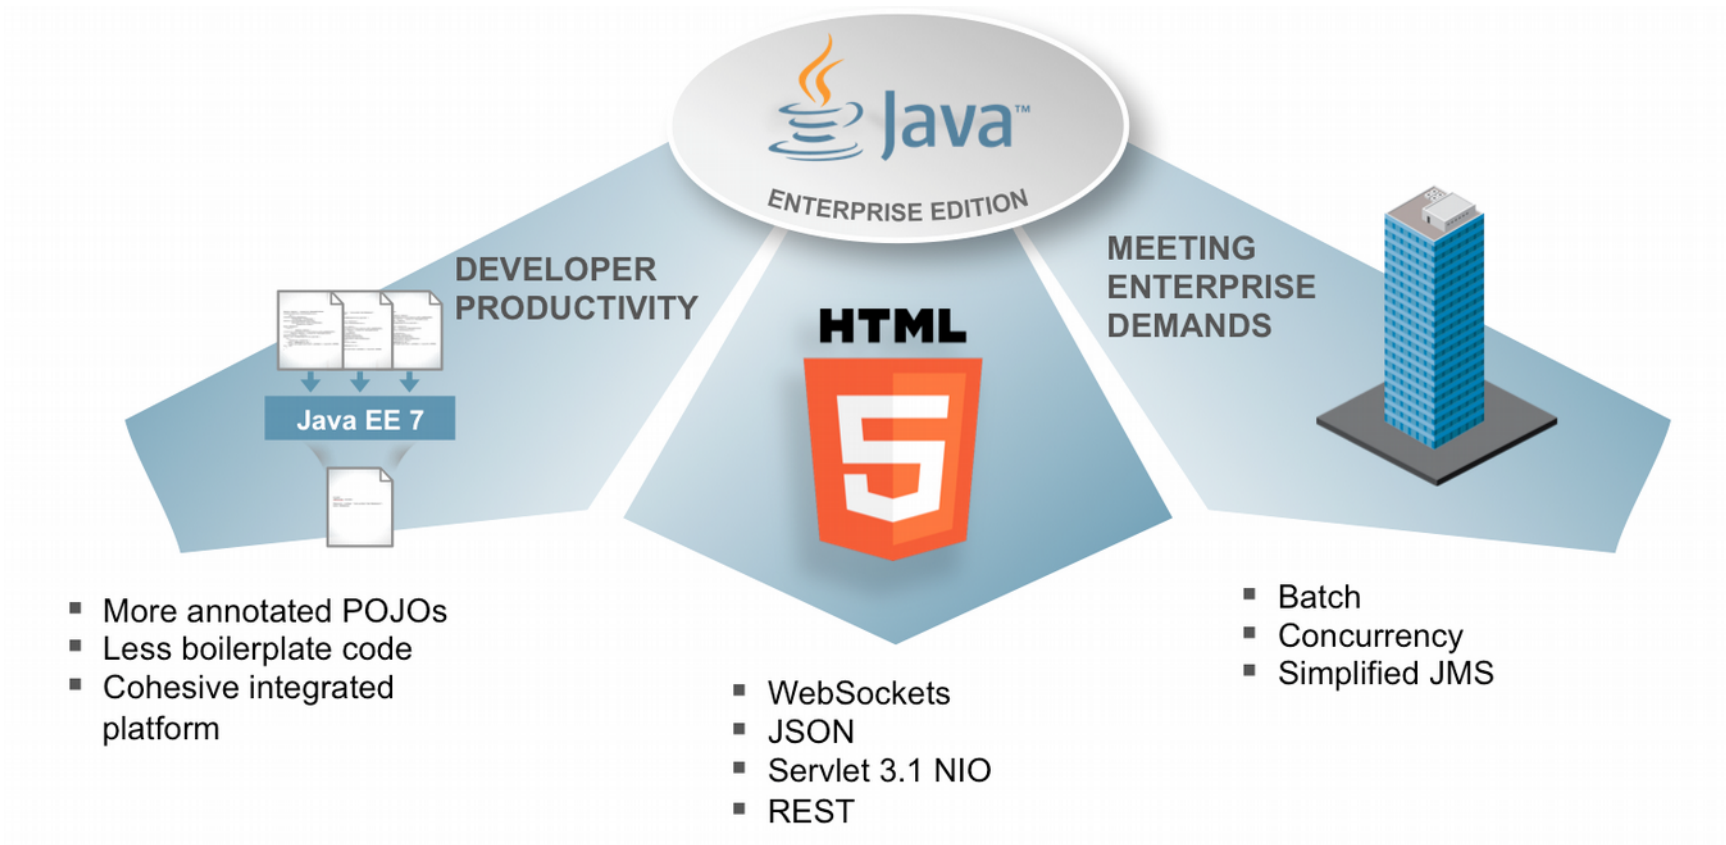 Java™
ENTERPRISE EDITION
DEVELOPER
PRODUCTIVITY
Java EE 7
■ More annotated POJOs
■ Less boilerplate code
■ Cohesive integrated
platform
HTML
5
■ WebSockets
■ JSON
■ Servlet 3.1 NIO
■ REST
MEETING
ENTERPRISE
DEMANDS
■ Batch
■ Concurrency
■ Simplified JMS